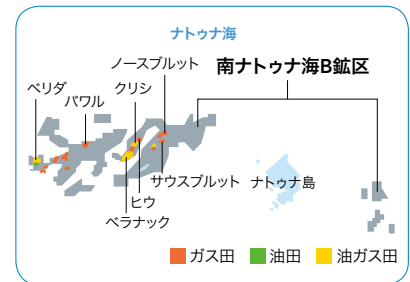 ナトゥナ海
ノースブルット
南ナトゥナ海B鉱区
ベリダ
クリシ
パワル
サウスブルット
ナトゥナ島
ヒウ
ベラナック
ガス田
油田
油ガス田